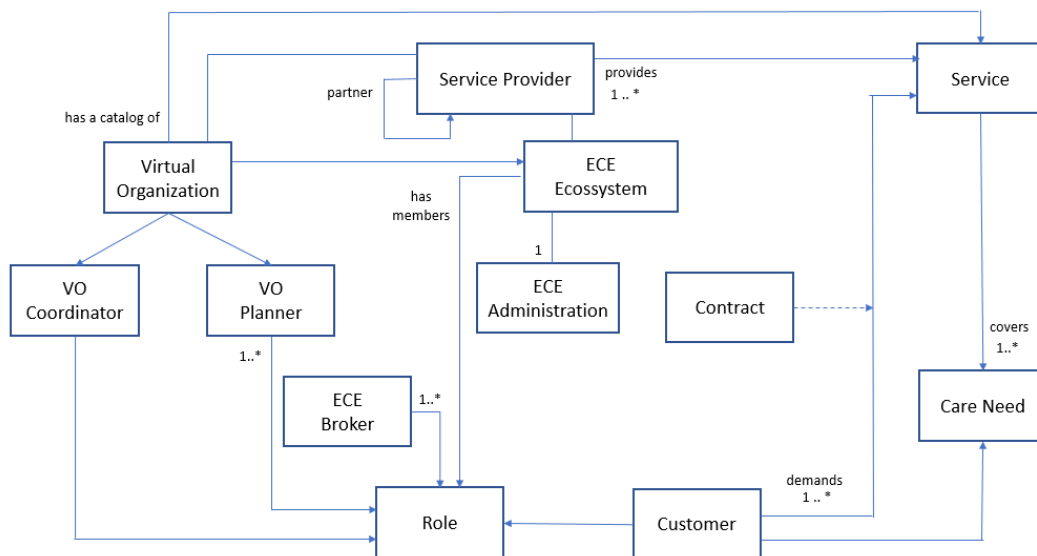 Service Provider
provides
1 .. *
Service
partner
has a catalog of
Virtual
Organization
ECE
Ecossystem
has
members
1
VO
Coordinator
VO
Planner
ECE
Administration
Contract
covers
1..*
1..*
ECE
Broker
1..*
Care Need
demands
1 .. *
Role
Customer